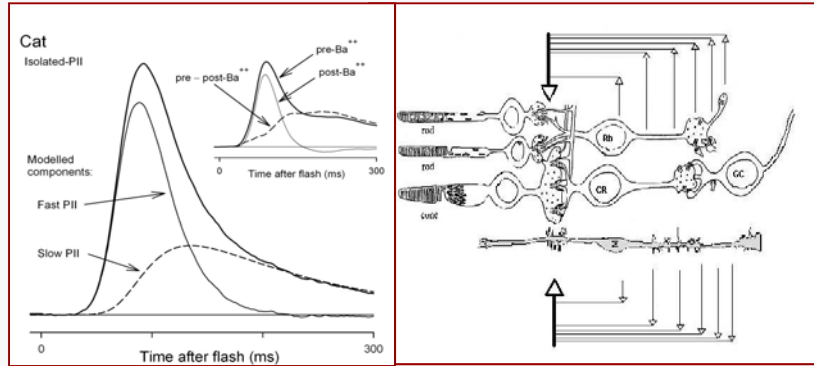 Cat
Isolated-PII
pre-Ba++
post-Ba++
pre – post-Ba++
0
300
Time after flash (ms)
Modelled
components:
Fast PII
Slow PII
0
300
Time after flash (ms)
rod
rod
cone
Rb
CR
GC
M